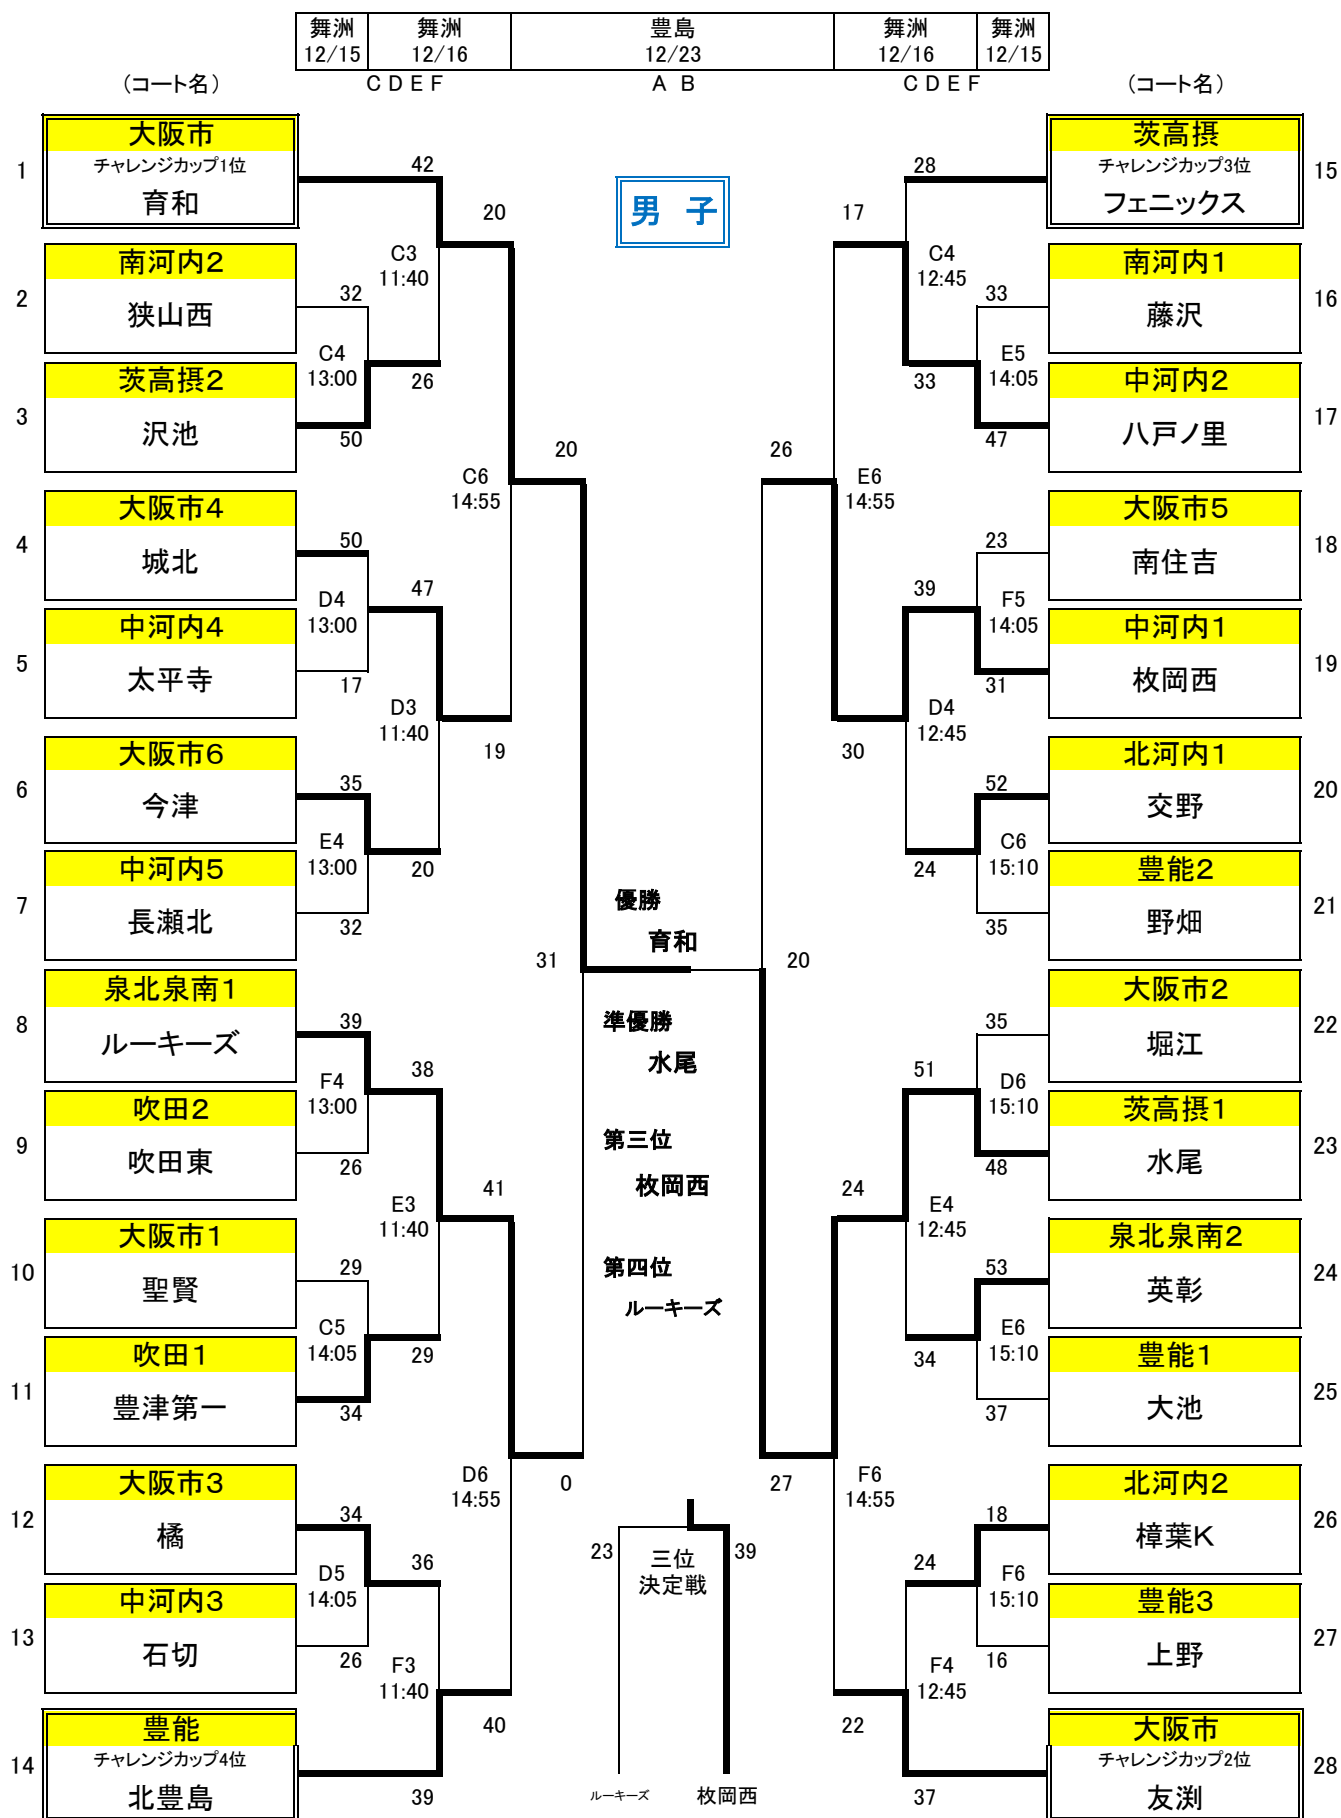 舞洲 舞洲 豊島 舞洲 舞洲
12/15 12/16 12/23 12/16 12/15
（コート名） C D E F A B C D E F （コート名）
男 子
1
大阪市
チャレンジカップ1位
育和
2
南河内2
狭山西
3
茨高摂2
沢池
4
大阪市4
城北
5
中河内4
太平寺
6
大阪市6
今津
7
中河内5
長瀬北
8
泉北泉南1
ルーキーズ
9
吹田2
吹田東
10
大阪市1
聖賢
11
吹田1
豊津第一
12
大阪市3
橘
13
中河内3
石切
14
豊能
チャレンジカップ4位
北豊島
32
C4
13:00
50
50
D4
13:00
17
35
E4
13:00
32
39
F4
13:00
26
29
C5
14:05
34
34
D5
14:05
26
42
C3
11:40
26
47
D3
11:40
20
38
E3
11:40
29
36
F3
11:40
39
20
C6
14:55
19
41
D6
14:55
40
20
31
0
優勝
育和
準優勝
水尾
第三位
枚岡西
第四位
ルーキーズ
23
三位
決定戦
39
ルーキーズ 枚岡西
26
20
27
17
E6
14:55
30
24
F6
14:55
22
28
C4
12:45
33
39
D4
12:45
24
51
E4
12:45
34
24
F4
12:45
37
33
E5
14:05
47
23
F5
14:05
31
52
C6
15:10
35
35
D6
15:10
48
53
E6
15:10
37
18
F6
15:10
16
茨高摂
チャレンジカップ3位
フェニックス
15
南河内1
藤沢
16
中河内2
八戸ノ里
17
大阪市5
南住吉
18
中河内1
枚岡西
19
北河内1
交野
20
豊能2
野畑
21
大阪市2
堀江
22
茨高摂1
水尾
23
泉北泉南2
英彰
24
豊能1
大池
25
北河内2
樟葉K
26
豊能3
上野
27
大阪市
チャレンジカップ2位
友渕
28